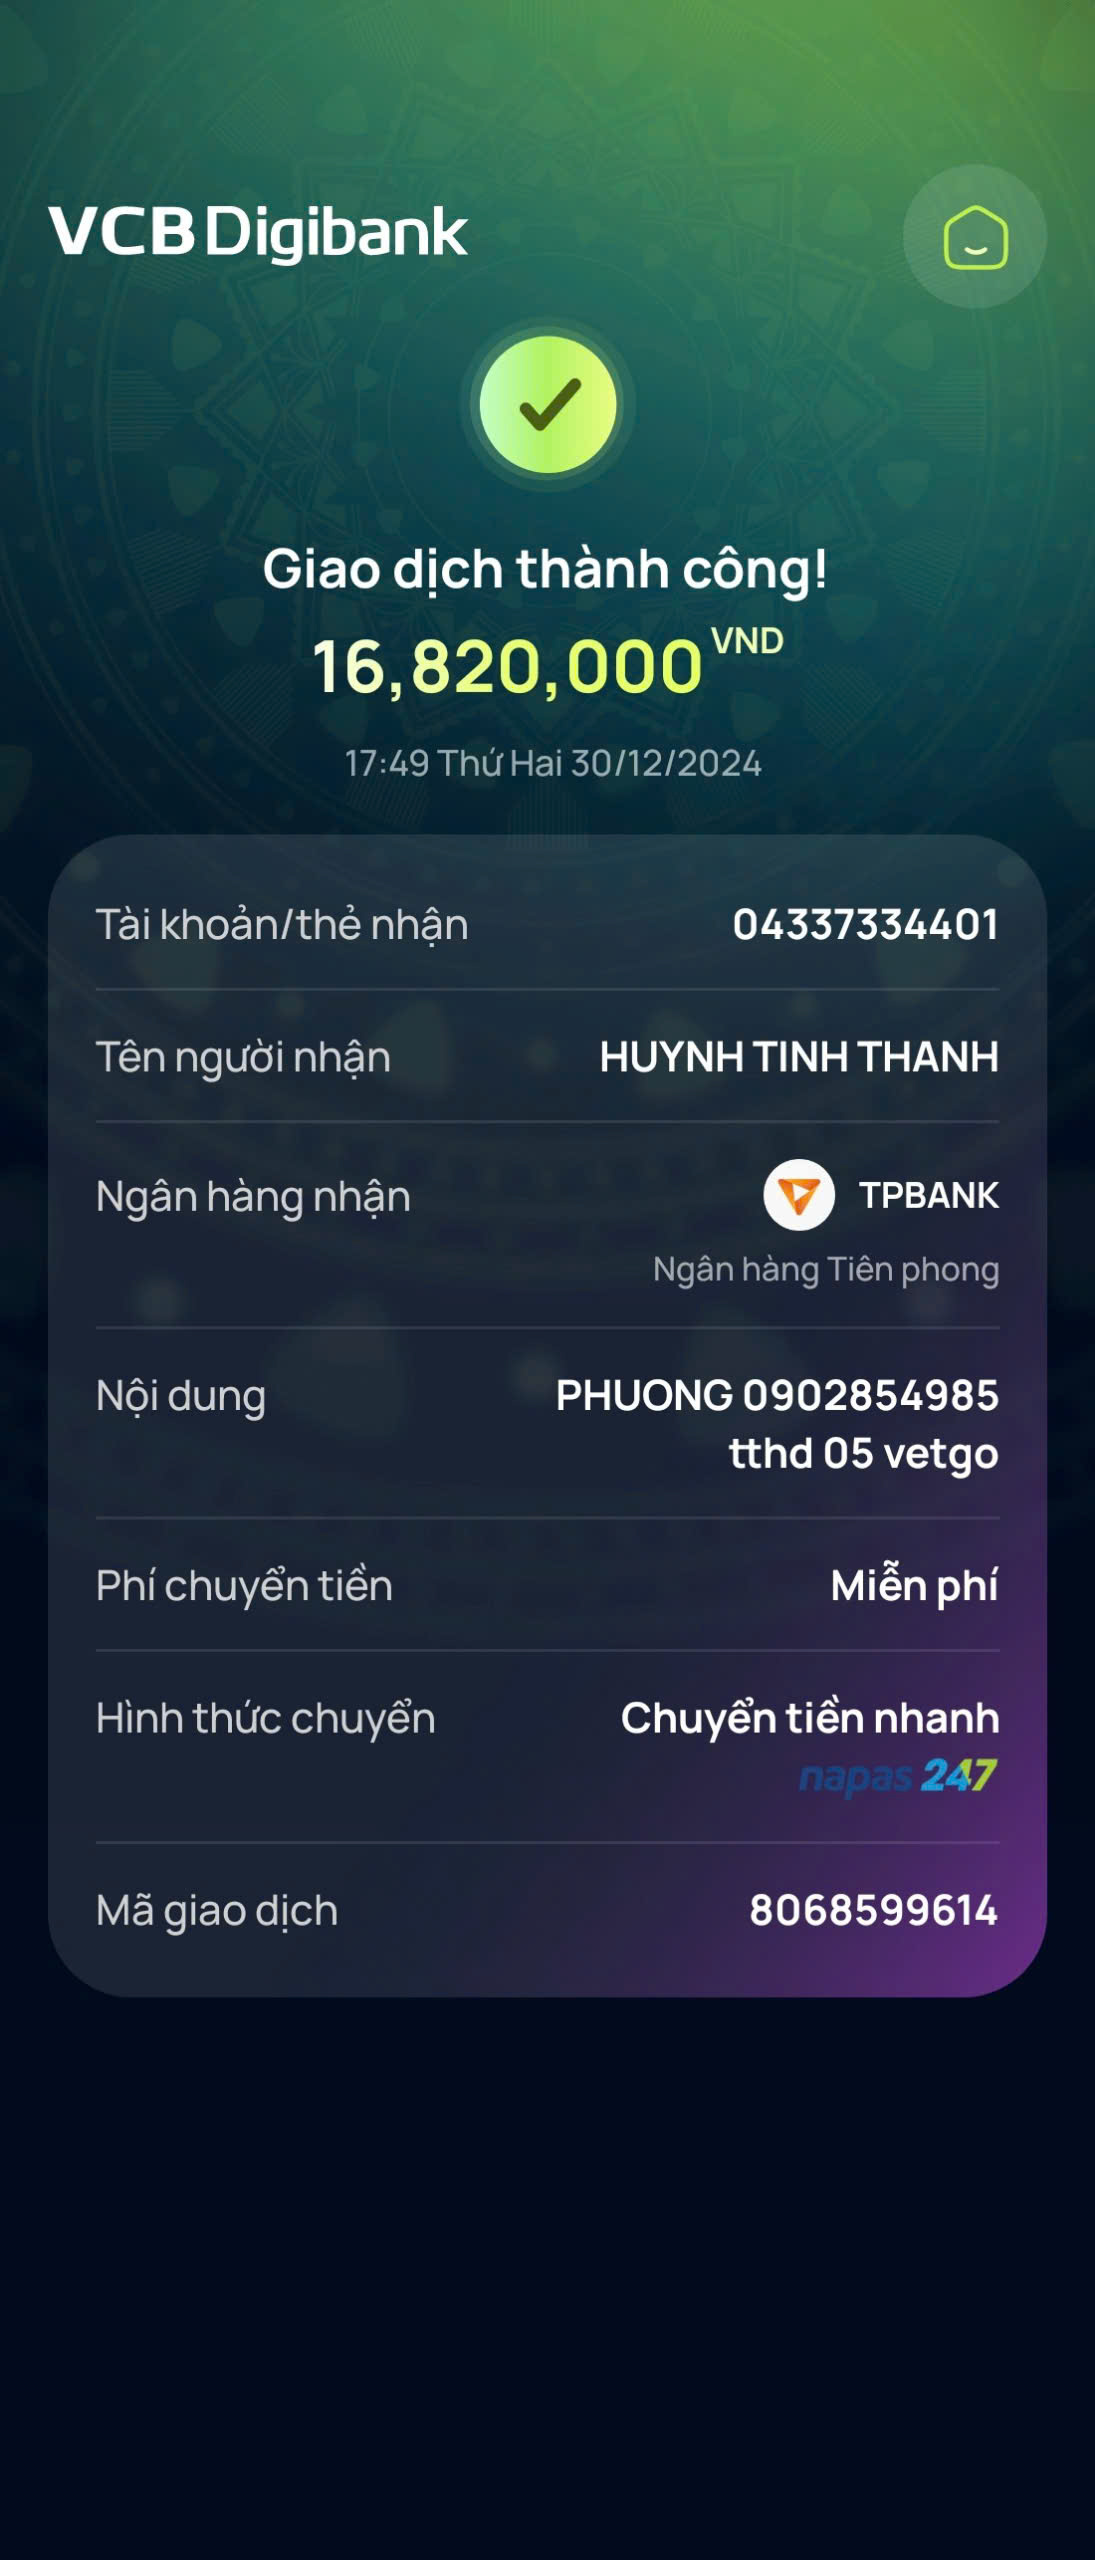 VCB Digibank
Giao dịch thành công!
16,820,000 VND
17:49 Thứ Hai 30/12/2024
Tài khoản/thẻ nhận 04337334401
Tên người nhận HUYNH TINH THANH
Ngân hàng nhận TPBANK
Ngân hàng Tiên phong
Nội dung PHUONG 0902854985
tthd 05 vetgo
Phí chuyển tiền Miễn phí
Hình thức chuyển Chuyển tiền nhanh
napas 247
Mã giao dịch 8068599614